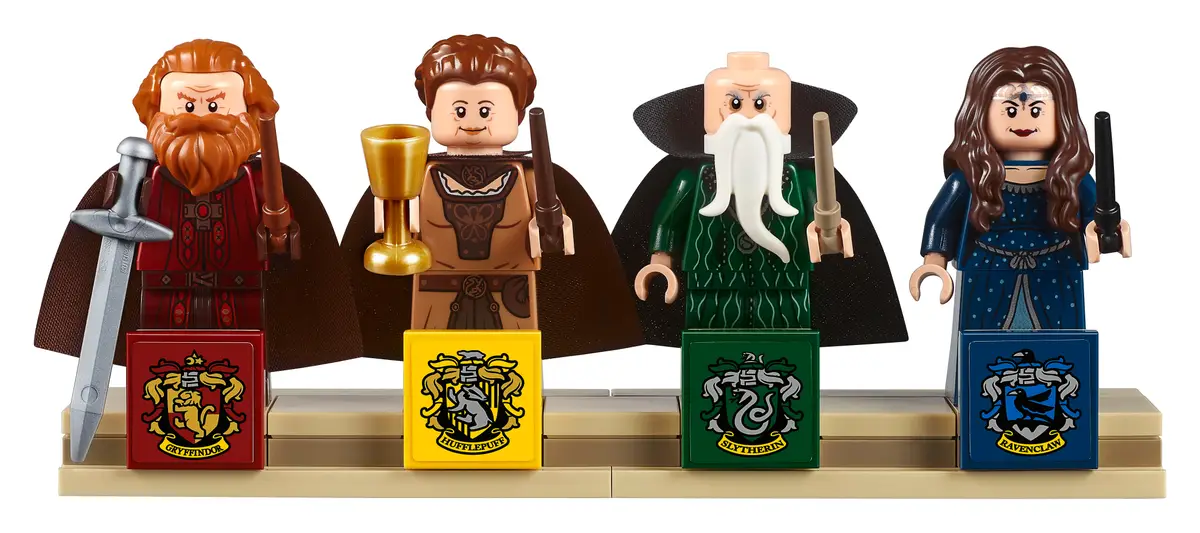 GRYFFINDOR
HUFFLEPUFF
SLYTHERIN
RAVENCLAW